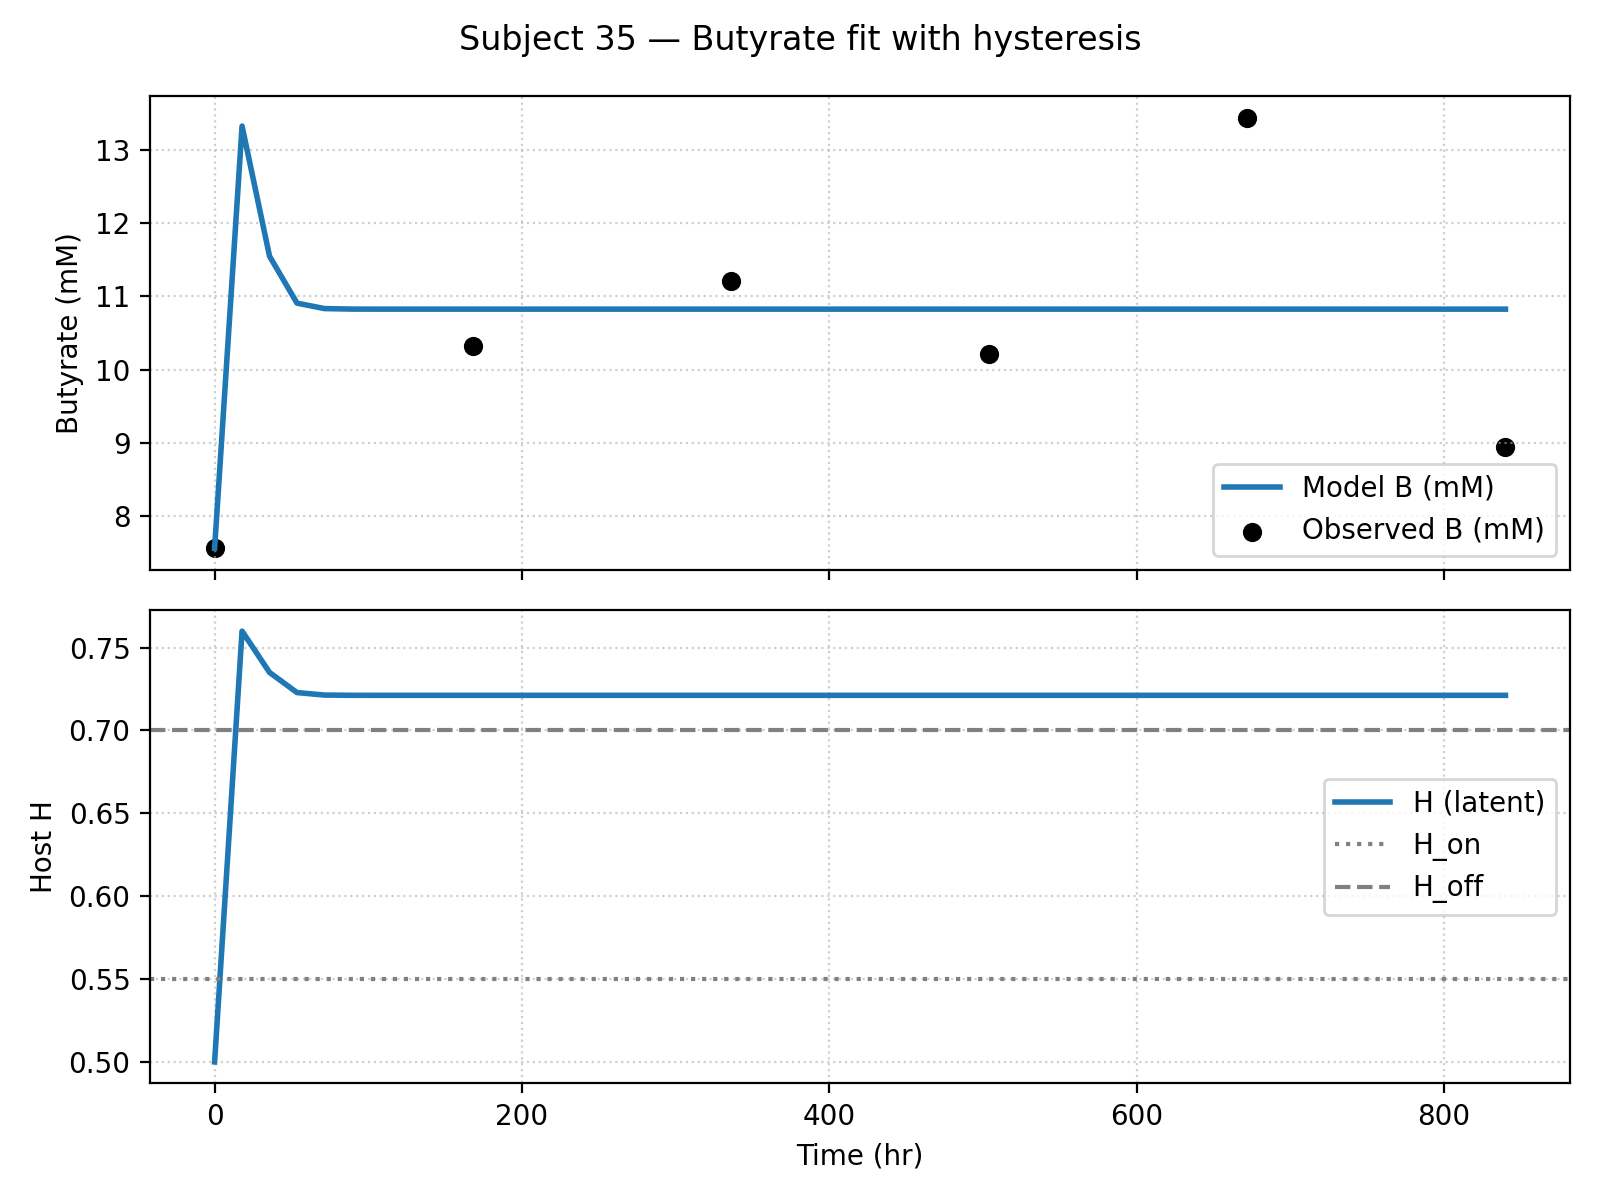 Subject 35 — Butyrate fit with hysteresis
Butyrate (mM)
13
12
11
10
9
8
Model B (mM)
Observed B (mM)
Host H
0.75
0.70
0.65
0.60
0.55
0.50
H (latent)
H_on
H_off
0 200 400 600 800
Time (hr)